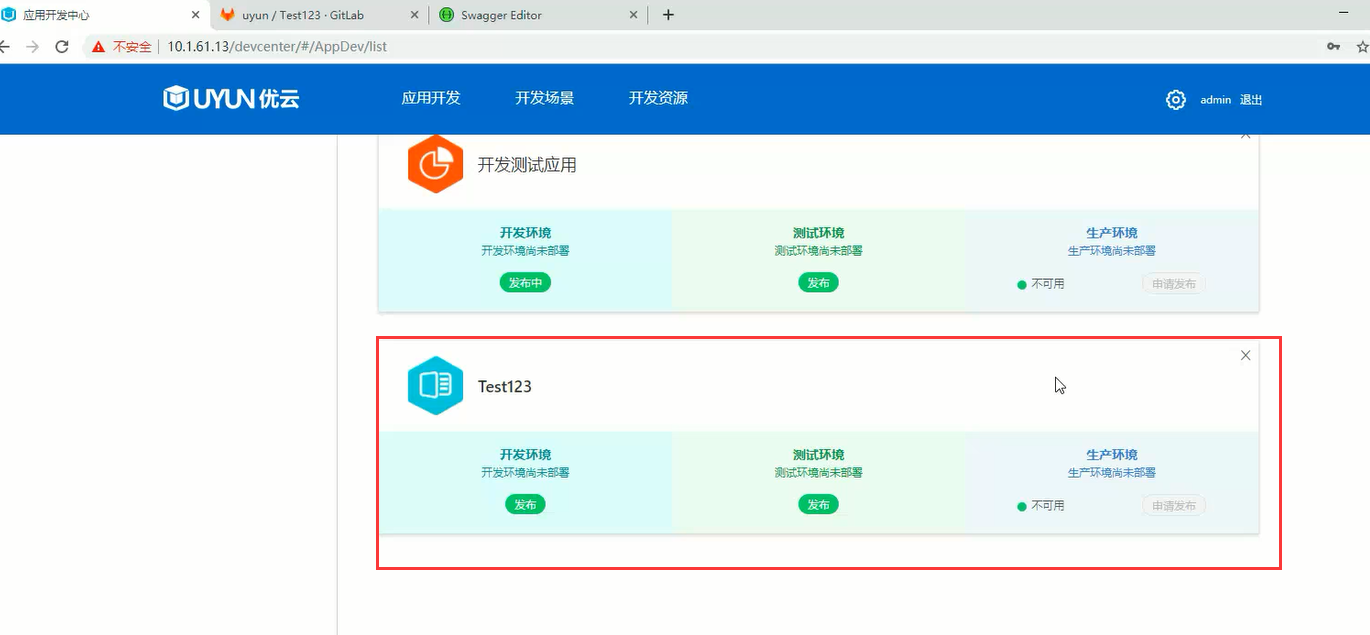 应用开发中心
uyun / Test123 · GitLab
Swagger Editor
不安全
10.1.61.13/devcenter/#/AppDev/list
UYUN优云
应用开发
开发场景
开发资源
admin 退出
开发测试应用
开发环境
开发环境尚未部署
发布中
测试环境
测试环境尚未部署
发布
生产环境
生产环境尚未部署
不可用
申请发布
Test123
开发环境
开发环境尚未部署
发布
测试环境
测试环境尚未部署
发布
生产环境
生产环境尚未部署
不可用
申请发布